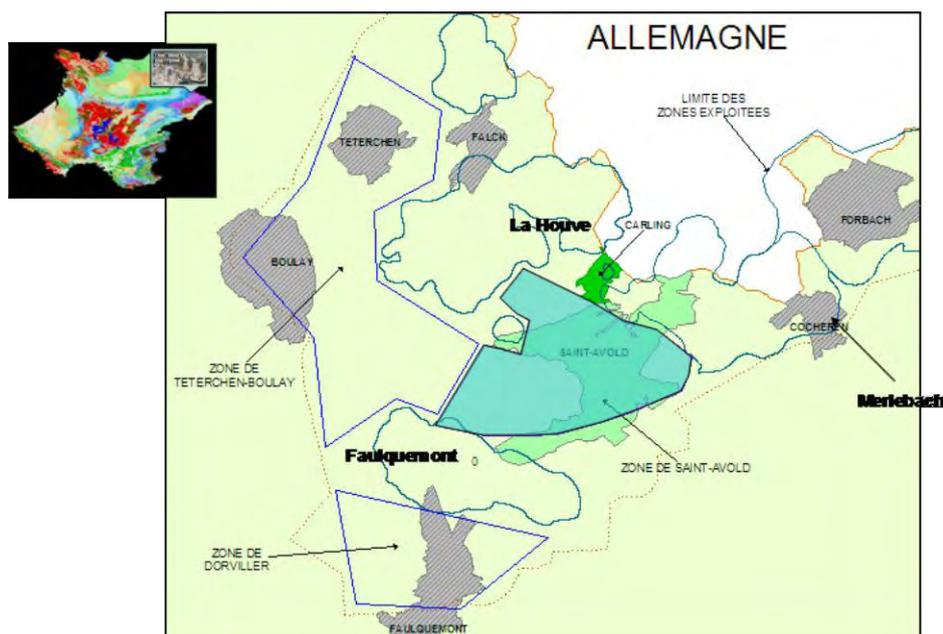 ALLEMAGNE
LIMITE DES
ZONES EXPLOITEES
TETERCHEN
FALCK
La Houve
CARLING
FORBACH
BOULAY
COCHEREN
SAINT-AVOLD
ZONE DE
TETERCHEN-BOULAY
Merlebach
Faulquemont
0
ZONE DE SAINT-AVOLD
ZONE DE
DORVILLER
FAULQUEMONT